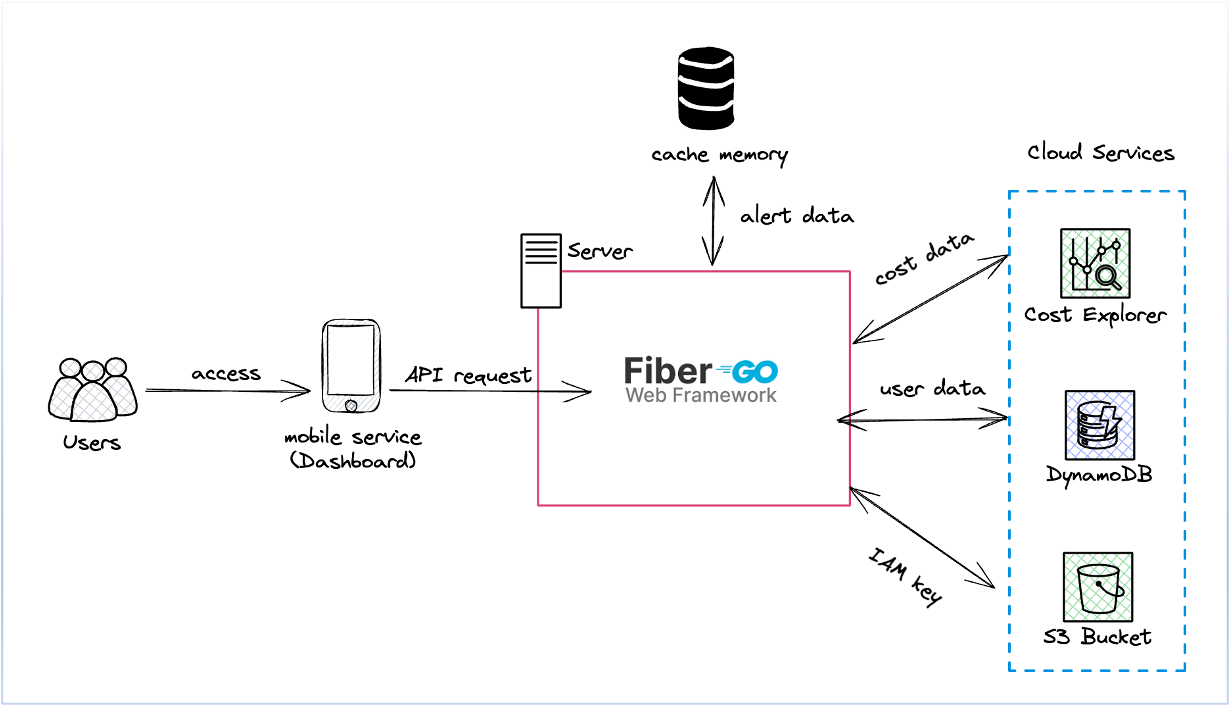 cache memory
Cloud Services
alert data
Server
cost data
Cost Explorer
Fiber GO
Web Framework
access
API request
user data
Users
mobile service
(Dashboard)
DynamoDB
IAM key
S3 Bucket